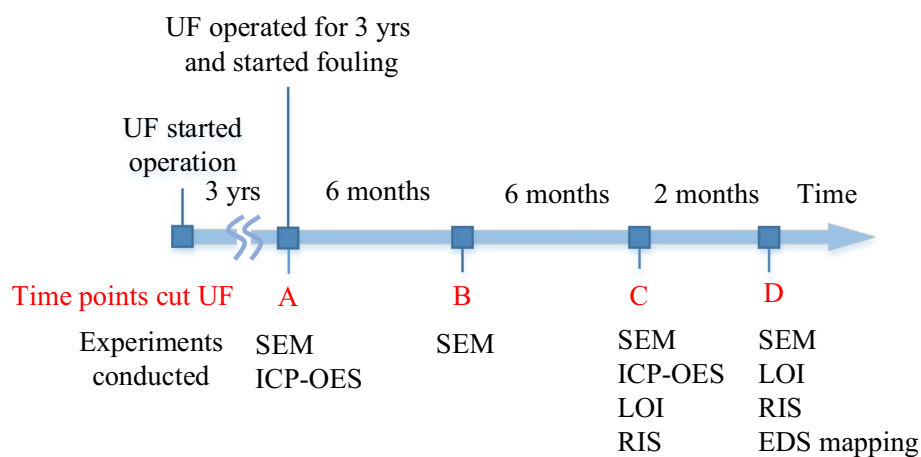 UF operated for 3 yrs
and started fouling
UF started
operation
3 yrs
6 months
6 months
2 months
Time
Time points cut UF
A
B
C
D
Experiments
conducted
SEM
ICP-OES
SEM
SEM
ICP-OES
LOI
RIS
SEM
LOI
RIS
EDS mapping